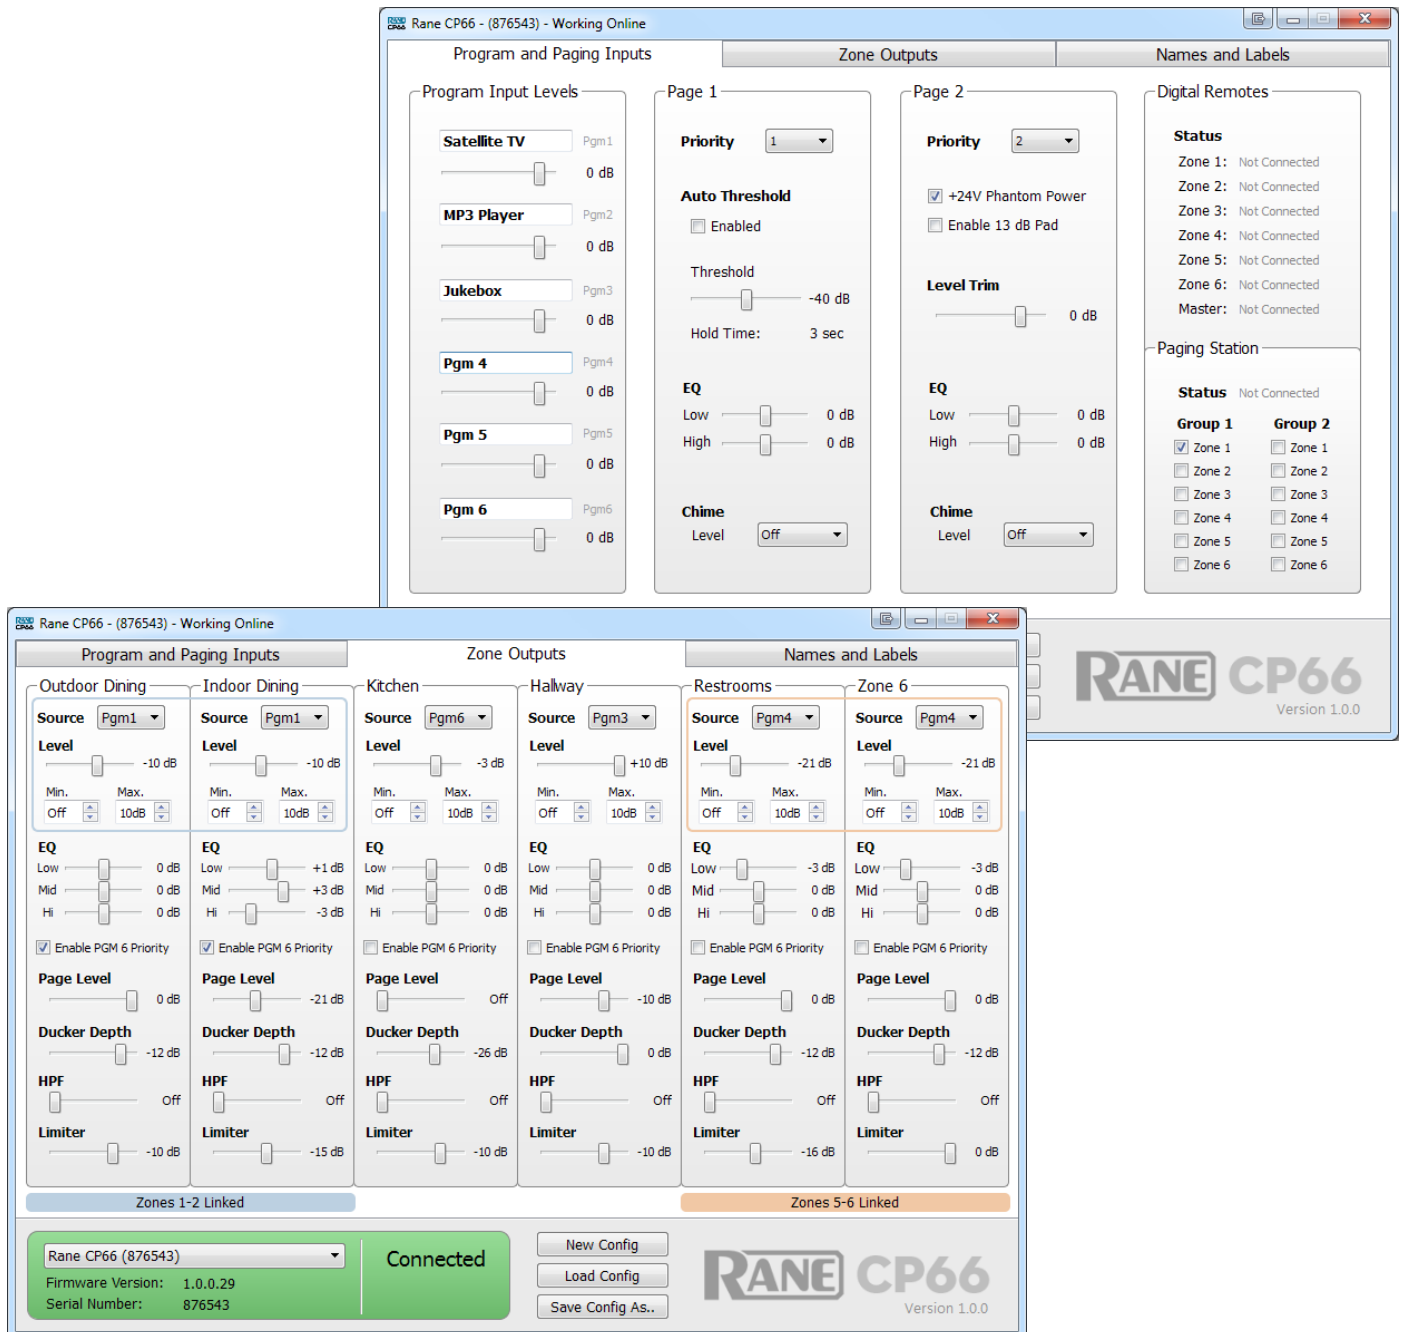 Rane CP66 - (876543) - Working Online
Program and Paging Inputs Zone Outputs Names and Labels
Program Input Levels
Satellite TV Pgm1
0 dB
MP3 Player Pgm2
0 dB
Jukebox Pgm3
0 dB
Pgm 4 Pgm4
0 dB
Pgm 5 Pgm5
0 dB
Pgm 6 Pgm6
0 dB
Page 1
Priority 1
Auto Threshold
Enabled
Threshold
-40 dB
Hold Time: 3 sec
EQ
Low 0 dB
High 0 dB
Chime
Level Off
Page 2
Priority 2
+24V Phantom Power
Enable 13 dB Pad
Level Trim
0 dB
EQ
Low 0 dB
High 0 dB
Chime
Level Off
Digital Remotes
Status
Zone 1: Not Connected
Zone 2: Not Connected
Zone 3: Not Connected
Zone 4: Not Connected
Zone 5: Not Connected
Zone 6: Not Connected
Master: Not Connected
Paging Station
Status Not Connected
Group 1 Group 2
Zone 1 Zone 1
Zone 2 Zone 2
Zone 3 Zone 3
Zone 4 Zone 4
Zone 5 Zone 5
Zone 6 Zone 6
RANE CP66
Version 1.0.0
RANE CP66
Rane CP66 - (876543) - Working Online
Program and Paging Inputs Zone Outputs Names and Labels
Outdoor Dining Indoor Dining Kitchen Hallway Restrooms Zone 6
Source Pgm1 Source Pgm1 Source Pgm6 Source Pgm3 Source Pgm4 Source Pgm4
Level Level Level Level Level Level
-10 dB -10 dB -3 dB +10 dB -21 dB -21 dB
Min. Max. Min. Max. Min. Max. Min. Max. Min. Max. Min. Max.
Off 10dB Off 10dB Off 10dB Off 10dB Off 10dB Off 10dB
EQ EQ EQ EQ EQ EQ
Low 0 dB Low +1 dB Low 0 dB Low 0 dB Low -3 dB Low -3 dB
Mid 0 dB Mid +3 dB Mid 0 dB Mid 0 dB Mid 0 dB Mid 0 dB
Hi 0 dB Hi -3 dB Hi 0 dB Hi 0 dB Hi 0 dB Hi 0 dB
Enable PGM 6 Priority Enable PGM 6 Priority Enable PGM 6 Priority Enable PGM 6 Priority Enable PGM 6 Priority Enable PGM 6 Priority
Page Level Page Level Page Level Page Level Page Level Page Level
0 dB -21 dB Off -10 dB 0 dB 0 dB
Ducker Depth Ducker Depth Ducker Depth Ducker Depth Ducker Depth Ducker Depth
-12 dB -12 dB -26 dB 0 dB -12 dB -12 dB
HPF HPF HPF HPF HPF HPF
Off Off Off Off Off Off
Limiter Limiter Limiter Limiter Limiter Limiter
-10 dB -15 dB -10 dB -10 dB -16 dB 0 dB
Zones 1-2 Linked Zones 5-6 Linked
Rane CP66 (876543)
Firmware Version: 1.0.0.29
Serial Number: 876543
Connected
New Config
Load Config
Save Config As..
RANE CP66
Version 1.0.0